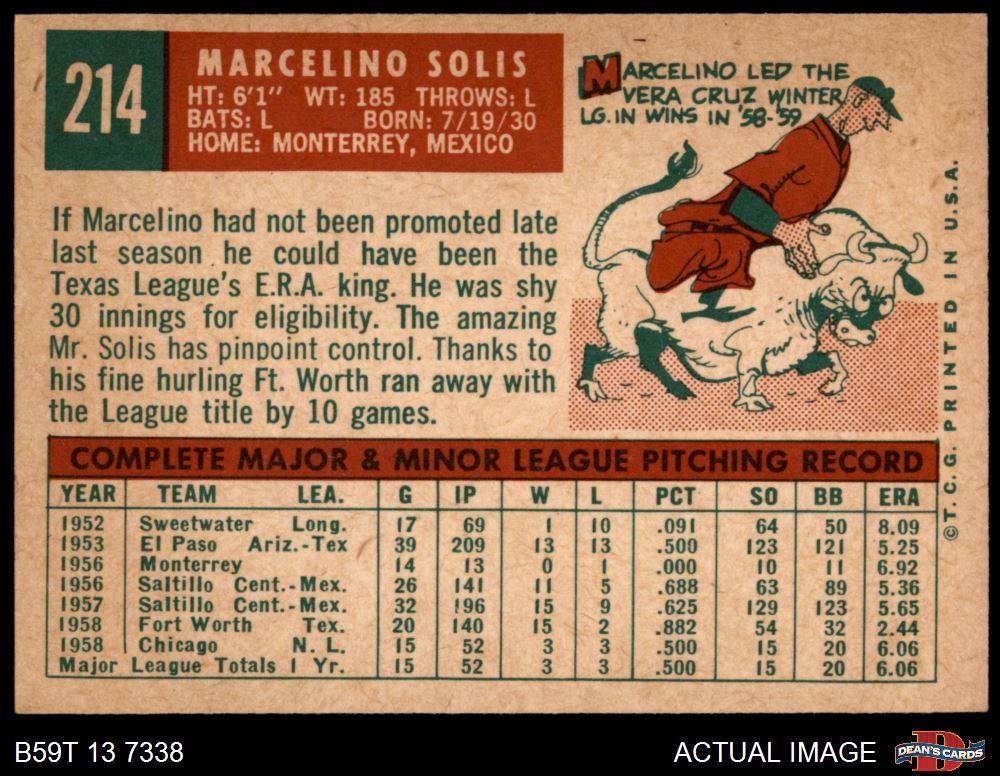 214
MARCELINO SOLIS
HT: 6'1" WT: 185 THROWS: L
BATS: L BORN: 7/19/30
HOME: MONTERREY, MEXICO
MARCELINO LED THE
VERA CRUZ WINTER
LG. IN WINS IN '58-'59
If Marcelino had not been promoted late
last season he could have been the
Texas League's E.R.A. king. He was shy
30 innings for eligibility. The amazing
Mr. Solis has pinpoint control. Thanks to
his fine hurling Ft. Worth ran away with
the League title by 10 games.
COMPLETE MAJOR & MINOR LEAGUE PITCHING RECORD
YEAR TEAM LEA. G IP W L PCT SO BB ERA
1952 Sweetwater Long. 17 69 1 10 .091 64 50 8.09
1953 El Paso Ariz.-Tex 39 209 13 13 .500 123 121 5.25
1956 Monterrey 14 13 0 1 .000 10 11 6.92
1956 Saltillo Cent.-Mex. 26 141 11 5 .688 63 89 5.36
1957 Saltillo Cent.-Mex. 32 196 15 9 .625 129 123 5.65
1958 Fort Worth Tex. 20 140 15 2 .882 54 32 2.44
1958 Chicago N. L. 15 52 3 3 .500 15 20 6.06
Major League Totals 1 Yr. 15 52 3 3 .500 15 20 6.06
©T.C.G. PRINTED IN U.S.A.
B59T 13 7338
ACTUAL IMAGE
D
DEAN'S CARDS